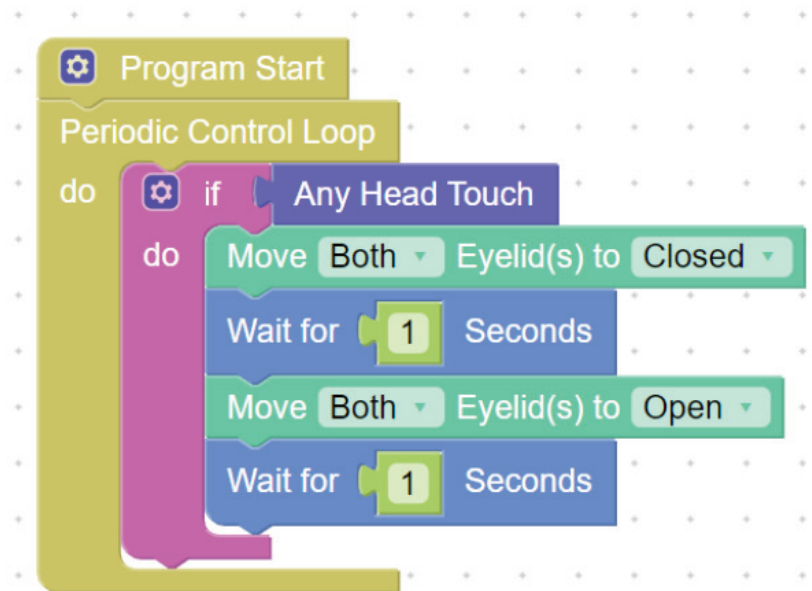 Program Start
Periodic Control Loop
do if Any Head Touch
do Move Both Eyelid(s) to Closed
Wait for 1 Seconds
Move Both Eyelid(s) to Open
Wait for 1 Seconds